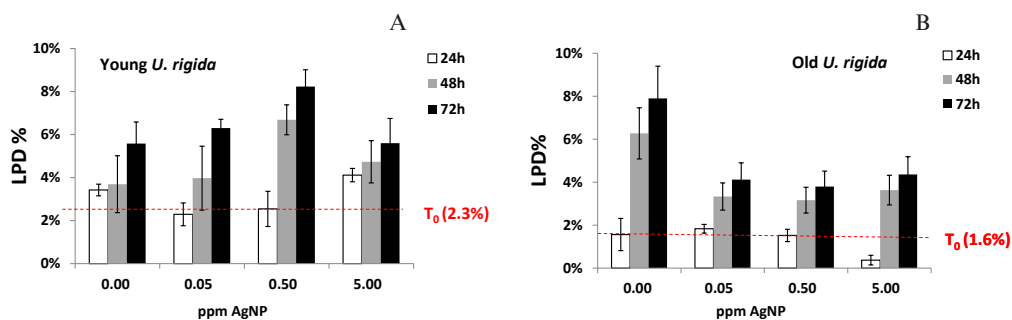 A
10%
8%
6%
4%
2%
0%
LPD %
Young U. rigida
24h
48h
72h
T₀ (2.3%)
0.00 0.05 0.50 5.00
ppm AgNP
B
10%
8%
6%
4%
2%
0%
LPD%
Old U. rigida
24h
48h
72h
T₀ (1.6%)
0.00 0.05 0.50 5.00
ppm AgNP